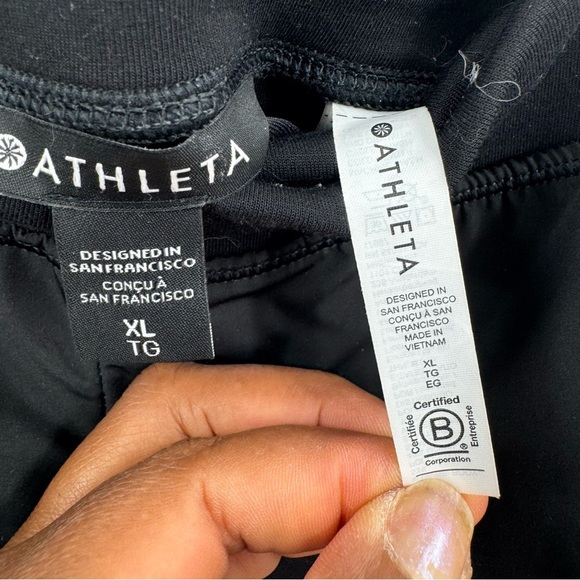 ATHLETA
DESIGNED IN
SAN FRANCISCO
CONÇU À
SAN FRANCISCO
XL
TG
ATHLETA
DESIGNED IN
SAN FRANCISCO
CONÇU À
SAN FRANCISCO
MADE IN
VIETNAM
XL
TG
EG
Certified
Certifiée
B
®
Entreprise
Corporation